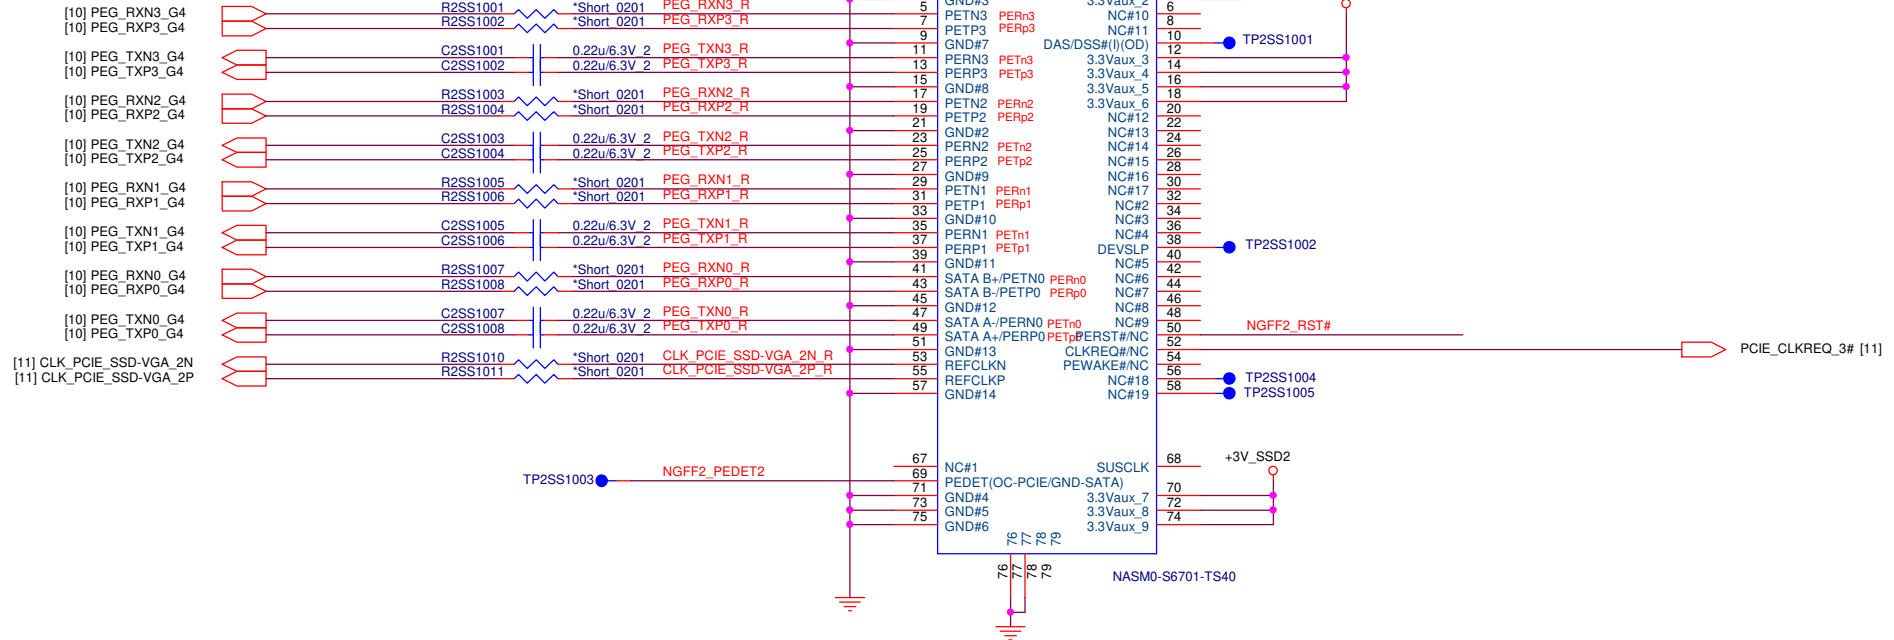 GND#3 3.3Vaux_2
[10] PEG_RXN3_G4 R2SS1001 *Short_0201 PEG_RXN3_R 5 PETN3 PERn3 NC#10 6
[10] PEG_RXP3_G4 R2SS1002 *Short_0201 PEG_RXP3_R 7 PETP3 PERp3 NC#11 8
9 GND#7 DAS/DSS#(I)(OD) 10 TP2SS1001
[10] PEG_TXN3_G4 C2SS1001 0.22u/6.3V_2 PEG_TXN3_R 11 PERN3 PETn3 3.3Vaux_3 12
[10] PEG_TXP3_G4 C2SS1002 0.22u/6.3V_2 PEG_TXP3_R 13 PERP3 PETp3 3.3Vaux_4 14
15 GND#8 3.3Vaux_5 16
[10] PEG_RXN2_G4 R2SS1003 *Short_0201 PEG_RXN2_R 17 PETN2 PERn2 3.3Vaux_6 18
[10] PEG_RXP2_G4 R2SS1004 *Short_0201 PEG_RXP2_R 19 PETP2 PERp2 NC#12 20
21 GND#2 NC#13 22
[10] PEG_TXN2_G4 C2SS1003 0.22u/6.3V_2 PEG_TXN2_R 23 PERN2 PETn2 NC#14 24
[10] PEG_TXP2_G4 C2SS1004 0.22u/6.3V_2 PEG_TXP2_R 25 PERP2 PETp2 NC#15 26
27 GND#9 NC#16 28
[10] PEG_RXN1_G4 R2SS1005 *Short_0201 PEG_RXN1_R 29 PETN1 PERn1 NC#17 30
[10] PEG_RXP1_G4 R2SS1006 *Short_0201 PEG_RXP1_R 31 PETP1 PERp1 NC#2 32
33 GND#10 NC#3 34
[10] PEG_TXN1_G4 C2SS1005 0.22u/6.3V_2 PEG_TXN1_R 35 PERN1 PETn1 NC#4 36
[10] PEG_TXP1_G4 C2SS1006 0.22u/6.3V_2 PEG_TXP1_R 37 PERP1 PETp1 DEVSLP 38 TP2SS1002
39 GND#11 NC#5 40
[10] PEG_RXN0_G4 R2SS1007 *Short_0201 PEG_RXN0_R 41 SATA B+/PETN0 PERn0 NC#6 42
[10] PEG_RXP0_G4 R2SS1008 *Short_0201 PEG_RXP0_R 43 SATA B-/PETP0 PERp0 NC#7 44
45 GND#12 NC#8 46
[10] PEG_TXN0_G4 C2SS1007 0.22u/6.3V_2 PEG_TXN0_R 47 SATA A-/PERN0 PETn0 NC#9 48
[10] PEG_TXP0_G4 C2SS1008 0.22u/6.3V_2 PEG_TXP0_R 49 SATA A+/PERP0 PETp0 PERST#/NC 50 NGFF2_RST#
51 GND#13 CLKREQ#/NC 52 PCIE_CLKREQ_3# [11]
[11] CLK_PCIE_SSD-VGA_2N R2SS1010 *Short_0201 CLK_PCIE_SSD-VGA_2N_R 53 REFCLKN PEWAKE#/NC 54
[11] CLK_PCIE_SSD-VGA_2P R2SS1011 *Short_0201 CLK_PCIE_SSD-VGA_2P_R 55 REFCLKP NC#18 56 TP2SS1004
57 GND#14 NC#19 58 TP2SS1005
67 NC#1 SUSCLK 68 +3V_SSD2
TP2SS1003 NGFF2_PEDET2 69 PEDET(OC-PCIE/GND-SATA)
71 GND#4 3.3Vaux_7 70
73 GND#5 3.3Vaux_8 72
75 GND#6 3.3Vaux_9 74
76 77 78 79
76 77 78 79
NASM0-S6701-TS40